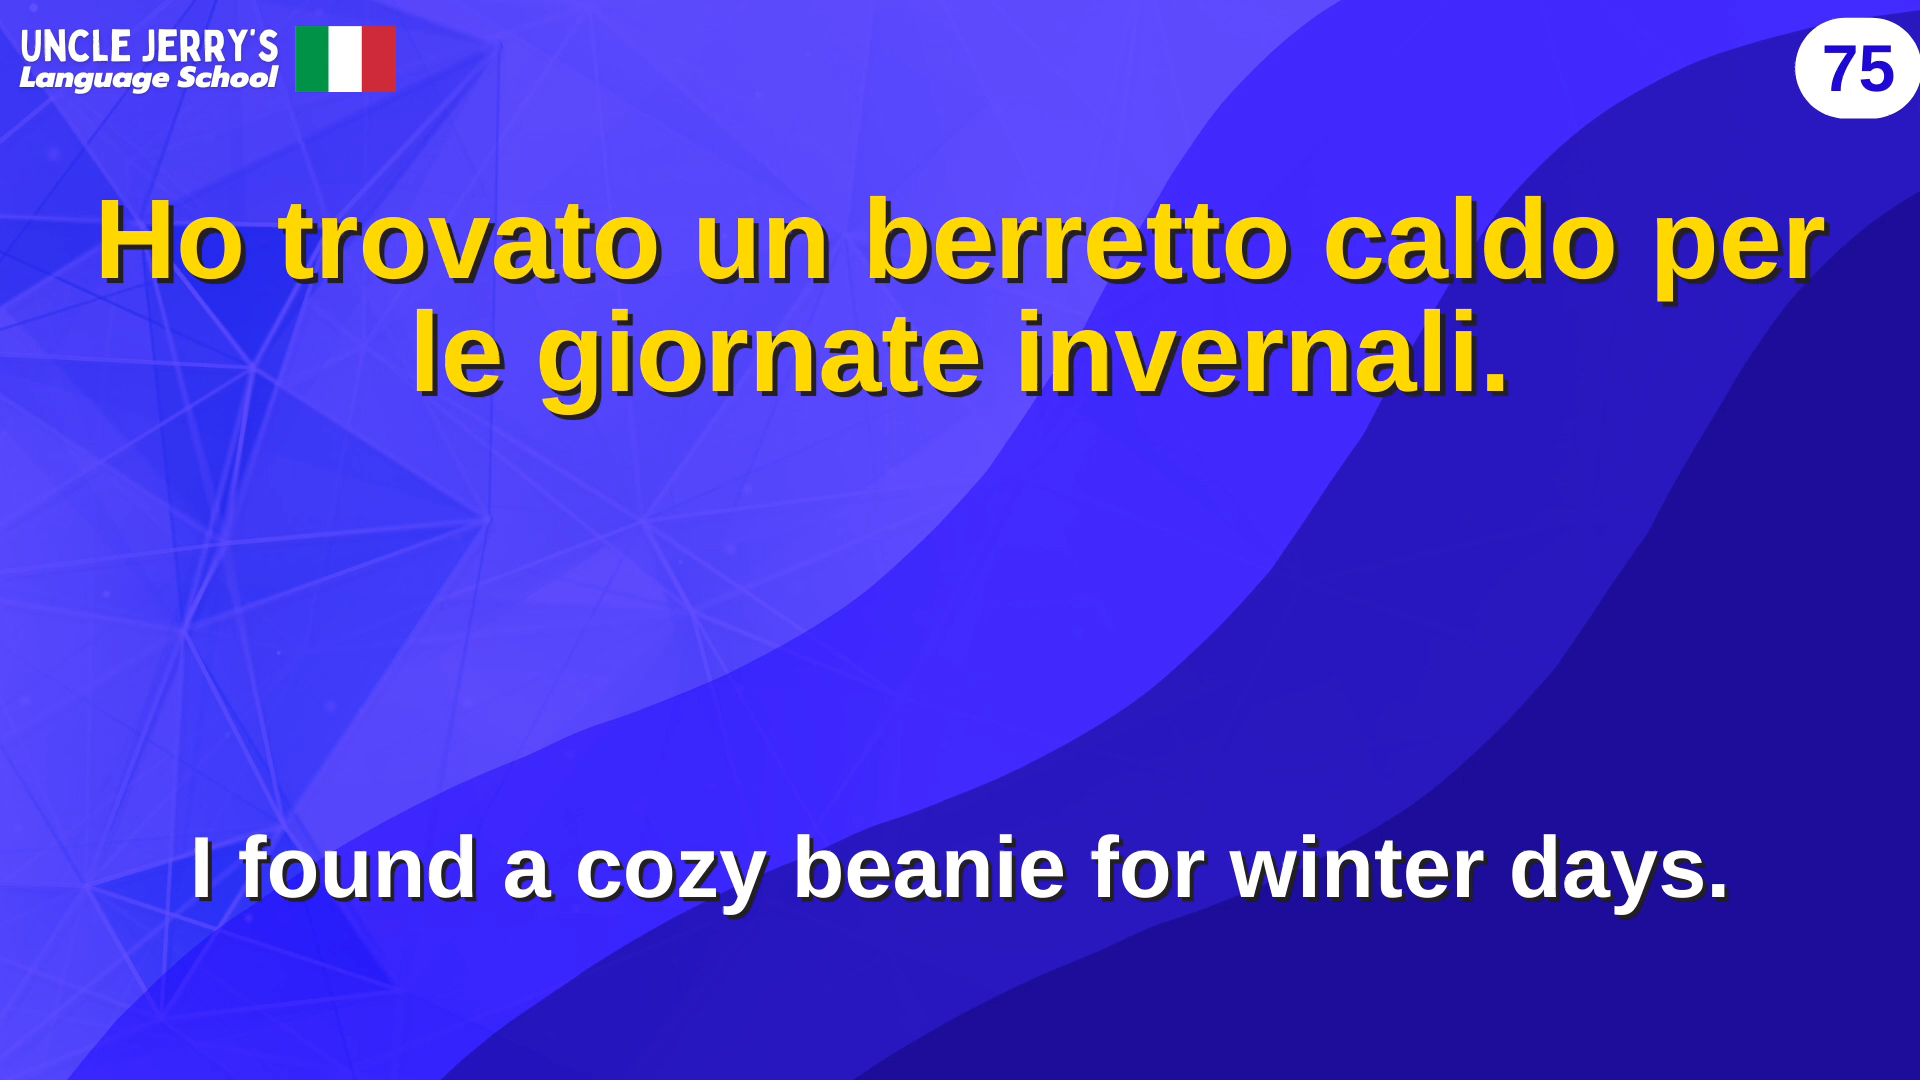 UNCLE JERRY'S
Language School
75
Ho trovato un berretto caldo per
le giornate invernali.
I found a cozy beanie for winter days.